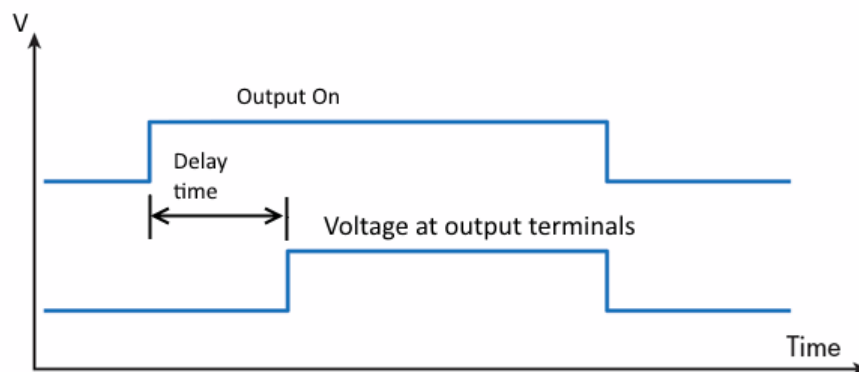 V
Output On
Delay
time
Voltage at output terminals
Time